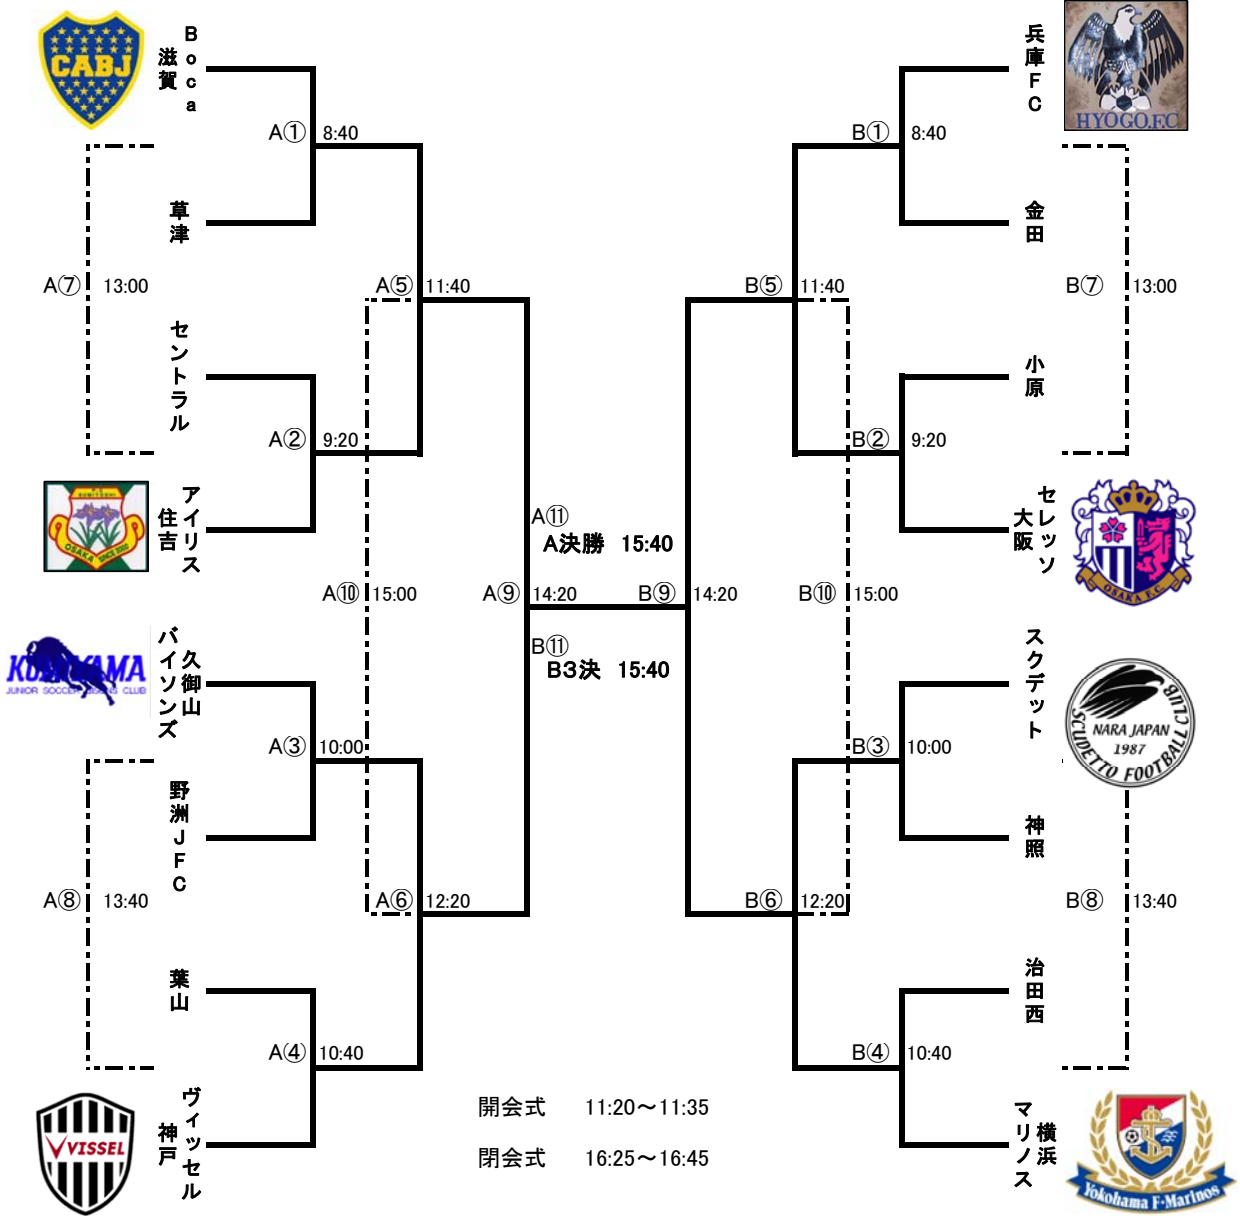 CABJ
Boca
滋賀
A① 8:40
草津
A⑦ 13:00
A⑤ 11:40
セントラル
A② 9:20
アイリス
住吉
OSAKA SINCE 2002
A⑪
A決勝 15:40
A⑩ 15:00
A⑨ 14:20
B⑪
B3決 15:40
久御山
バイソンズ
A③ 10:00
野洲JFC
A⑧ 13:40
A⑥ 12:20
葉山
A④ 10:40
ヴィッセル
神戸
VISSEL
兵庫FC
HYOGO.F.C
B① 8:40
金田
B⑤ 11:40
B⑦ 13:00
小原
B② 9:20
セレッソ
大阪
OSAKA F.C
B⑨ 14:20
B⑩ 15:00
スクデット
NARA JAPAN
1987
SCUDETTO FOOTBALL CLUB
B③ 10:00
神照
B⑥ 12:20
B⑧ 13:40
治田西
B④ 10:40
横浜
マリノス
Yokohama F・Marinos
開会式 11:20～11:35
閉会式 16:25～16:45